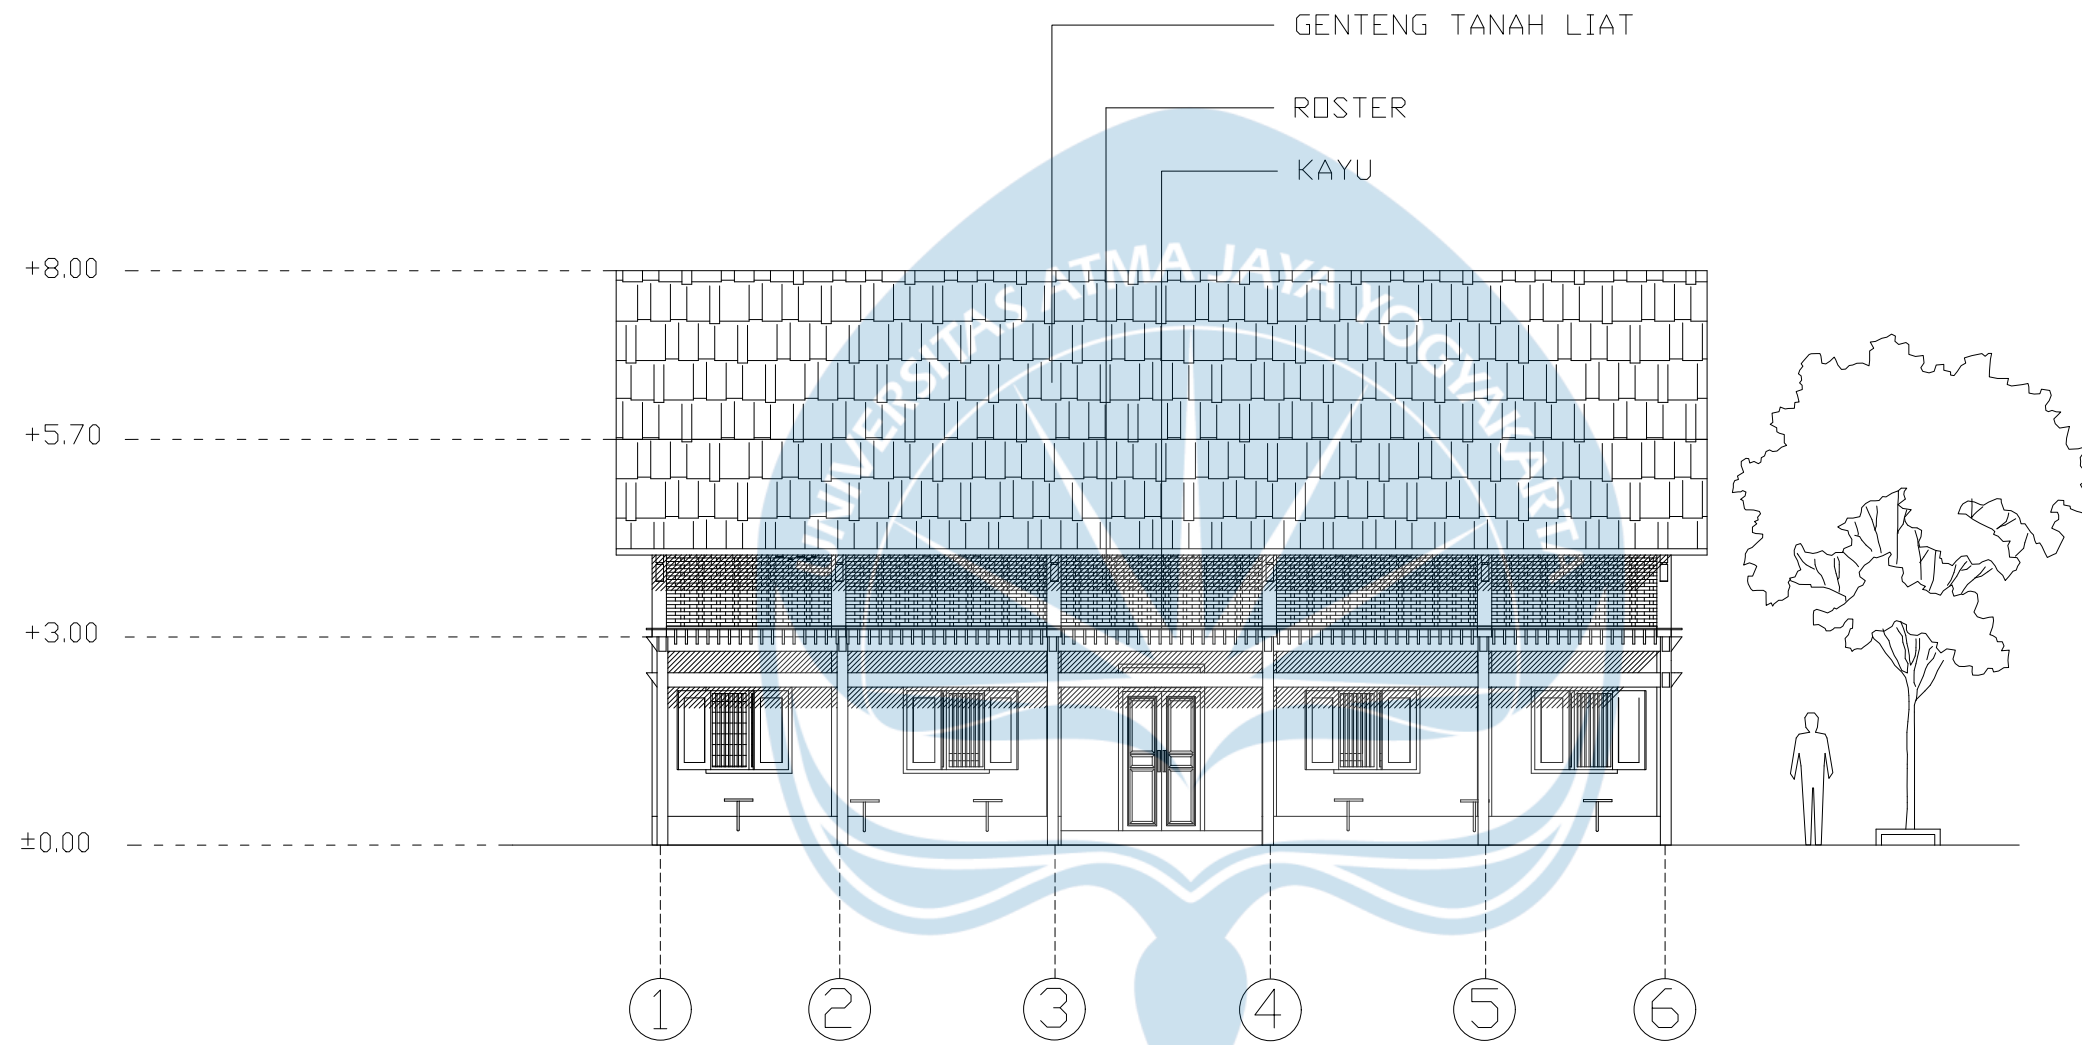 GENTENG TANAH LIAT
ROSTER
KAYU
UNIVERSITAS ATMA JAYA YOGYAKARTA
+8.00
+5.70
+3.00
±0.00
1 2 3 4 5 6